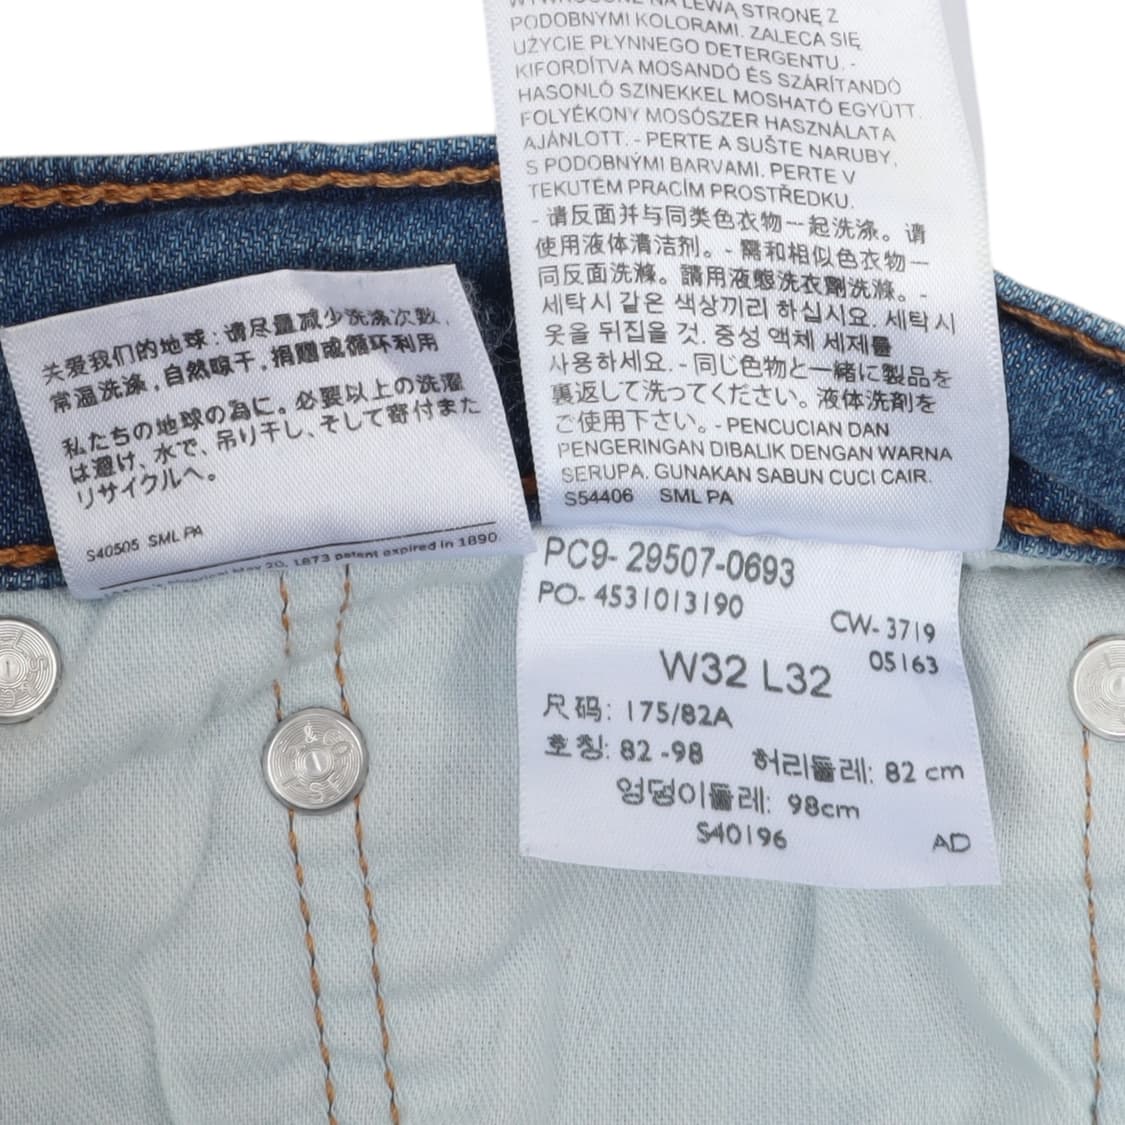 关爱我们的地球:请尽量减少洗涤次数,
常温洗涤,自然晾干,捐赠或循环利用
私たちの地球の為に。必要以上の洗濯
は避け、水で、吊り干し、そして寄付また
リサイクルへ。
S40505 SML PA
May 20, 1873 patent expired in 1890
NA LEWĄ STRONĘ Z
PODOBNYMI KOLORAMI. ZALECA SIĘ
UŻYCIE PŁYNNEGO DETERGENTU. -
KIFORDÍTVA MOSANDÓ ÉS SZÁRÍTANDÓ
HASONLÓ SZINEKKEL MOSHATÓ EGYÜTT.
FOLYÉKONY MOSÓSZER HASZNÁLATA
AJÁNLOTT. - PERTE A SUŠTE NARUBY,
S PODOBNÝMI BARVAMI. PERTE V
TEKUTÉM PRACÍM PROSTŘEDKU.
- 请反面并与同类色衣物一起洗涤。请
使用液体清洁剂。- 需和相似色衣物一
同反面洗滌。請用液態洗衣劑洗滌。-
세탁시 같은 색상끼리 하십시요. 세탁시
옷을 뒤집을 것. 중성 액체 세제를
사용하세요. - 同じ色物と一緒に製品を
裏返して洗ってください。液体洗剤を
ご使用下さい。- PENCUCIAN DAN
PENGERINGAN DIBALIK DENGAN WARNA
SERUPA. GUNAKAN SABUN CUCI CAIR.
S54406 SML PA
PC9- 29507-0693
PO- 4531013190
CW- 3719
05163
W32 L32
尺码: 175/82A
호칭: 82 -98 허리둘레: 82 cm
엉덩이둘레: 98cm
S40196
AD